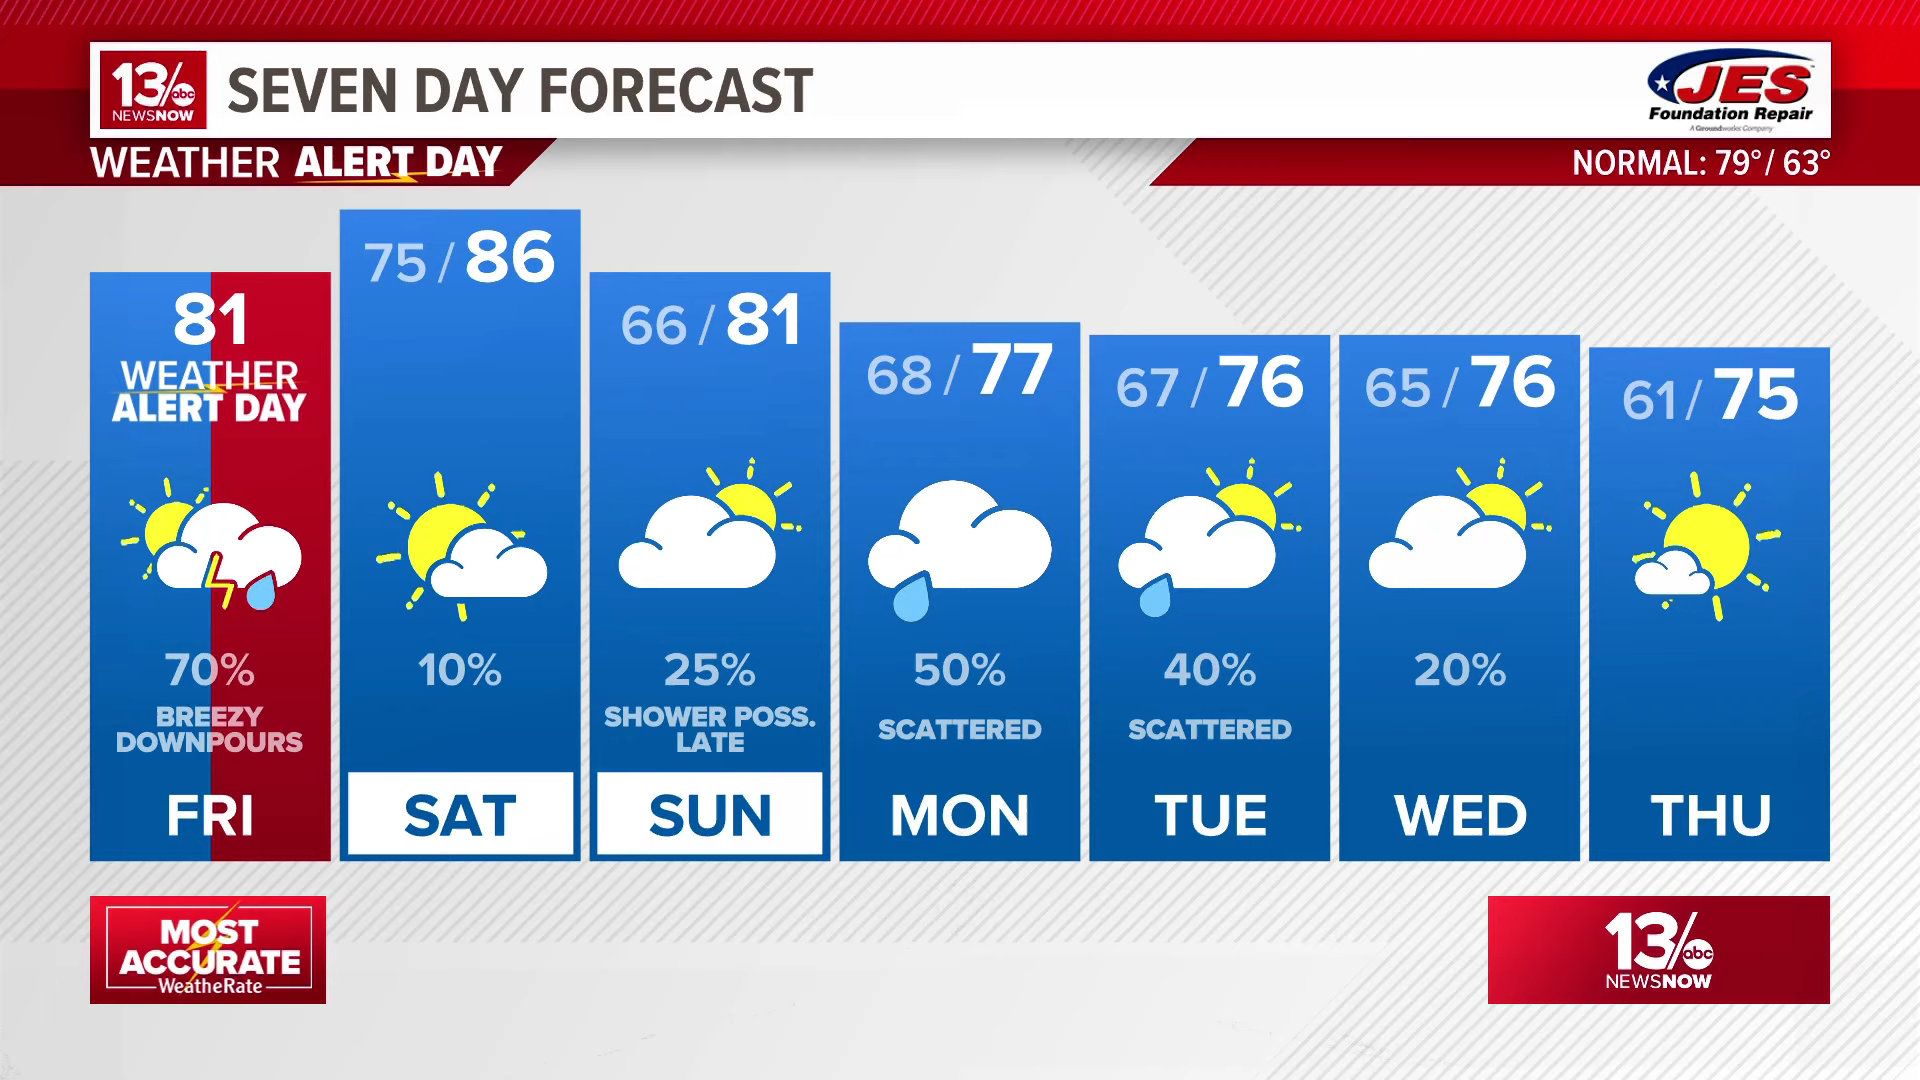 13 abc
NEWSNOW
SEVEN DAY FORECAST
JES
Foundation Repair
A Groundworks Company
WEATHER ALERT DAY
NORMAL: 79°/ 63°
81
WEATHER
ALERT DAY
70%
BREEZY
DOWNPOURS
FRI
75 / 86
10%
SAT
66 / 81
25%
SHOWER POSS.
LATE
SUN
68 / 77
50%
SCATTERED
MON
67 / 76
40%
SCATTERED
TUE
65 / 76
20%
WED
61 / 75
THU
MOST
ACCURATE
WeatheRate
13 abc
NEWSNOW